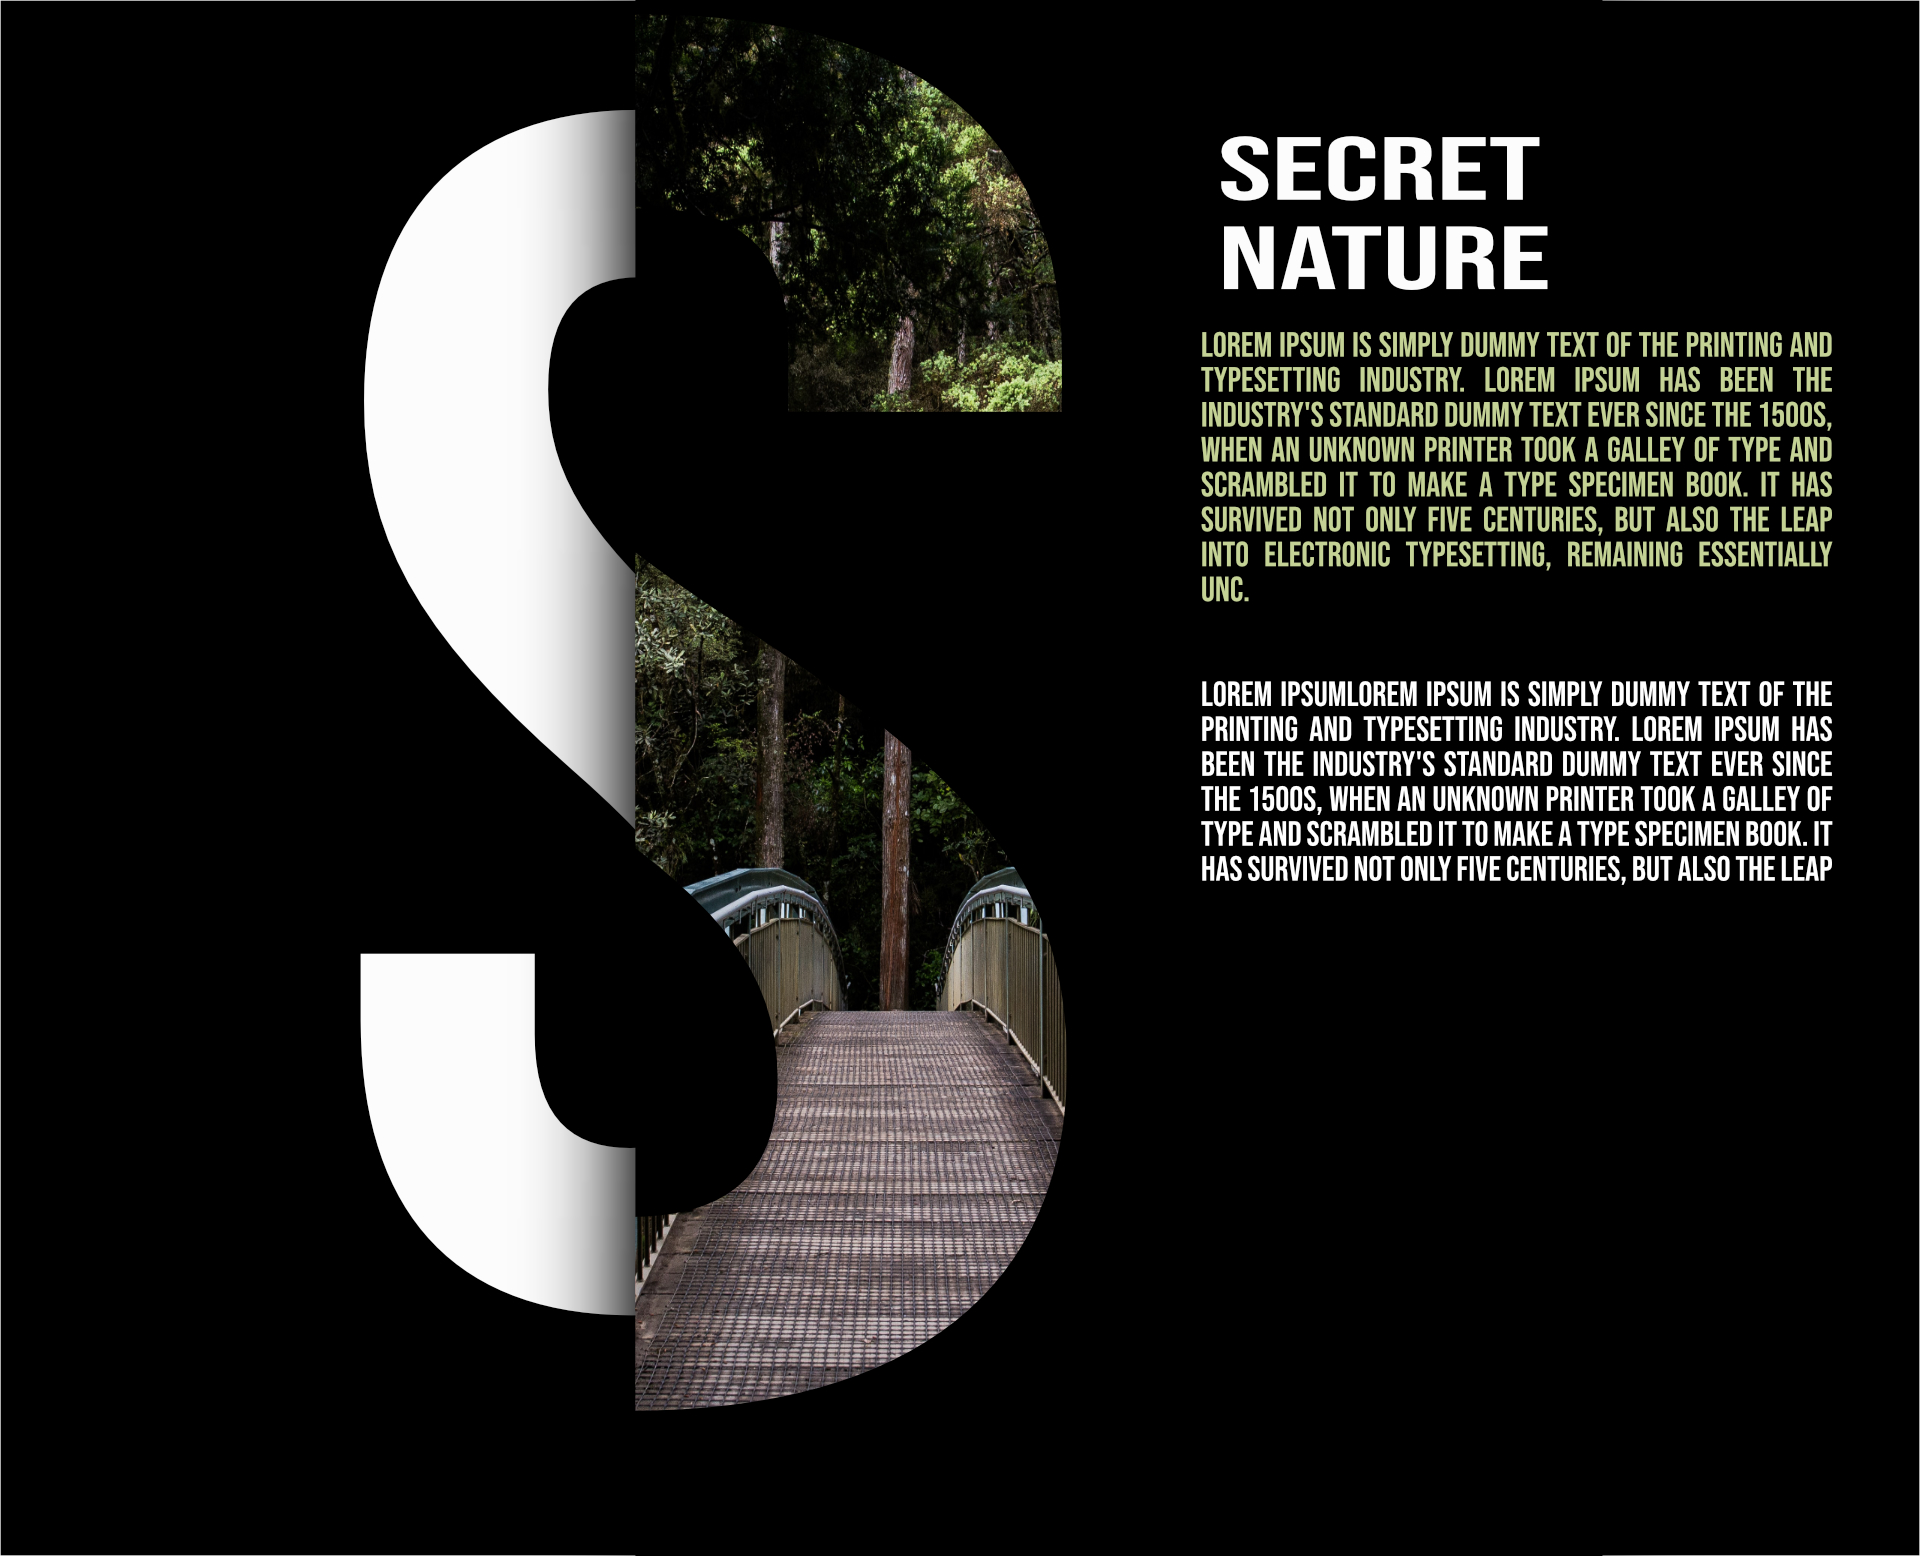 S
SECRET
NATURE
LOREM IPSUM IS SIMPLY DUMMY TEXT OF THE PRINTING AND
TYPESETTING INDUSTRY. LOREM IPSUM HAS BEEN THE
INDUSTRY'S STANDARD DUMMY TEXT EVER SINCE THE 1500S,
WHEN AN UNKNOWN PRINTER TOOK A GALLEY OF TYPE AND
SCRAMBLED IT TO MAKE A TYPE SPECIMEN BOOK. IT HAS
SURVIVED NOT ONLY FIVE CENTURIES, BUT ALSO THE LEAP
INTO ELECTRONIC TYPESETTING, REMAINING ESSENTIALLY
UNC.
LOREM IPSUMLOREM IPSUM IS SIMPLY DUMMY TEXT OF THE
PRINTING AND TYPESETTING INDUSTRY. LOREM IPSUM HAS
BEEN THE INDUSTRY'S STANDARD DUMMY TEXT EVER SINCE
THE 1500S, WHEN AN UNKNOWN PRINTER TOOK A GALLEY OF
TYPE AND SCRAMBLED IT TO MAKE A TYPE SPECIMEN BOOK. IT
HAS SURVIVED NOT ONLY FIVE CENTURIES, BUT ALSO THE LEAP